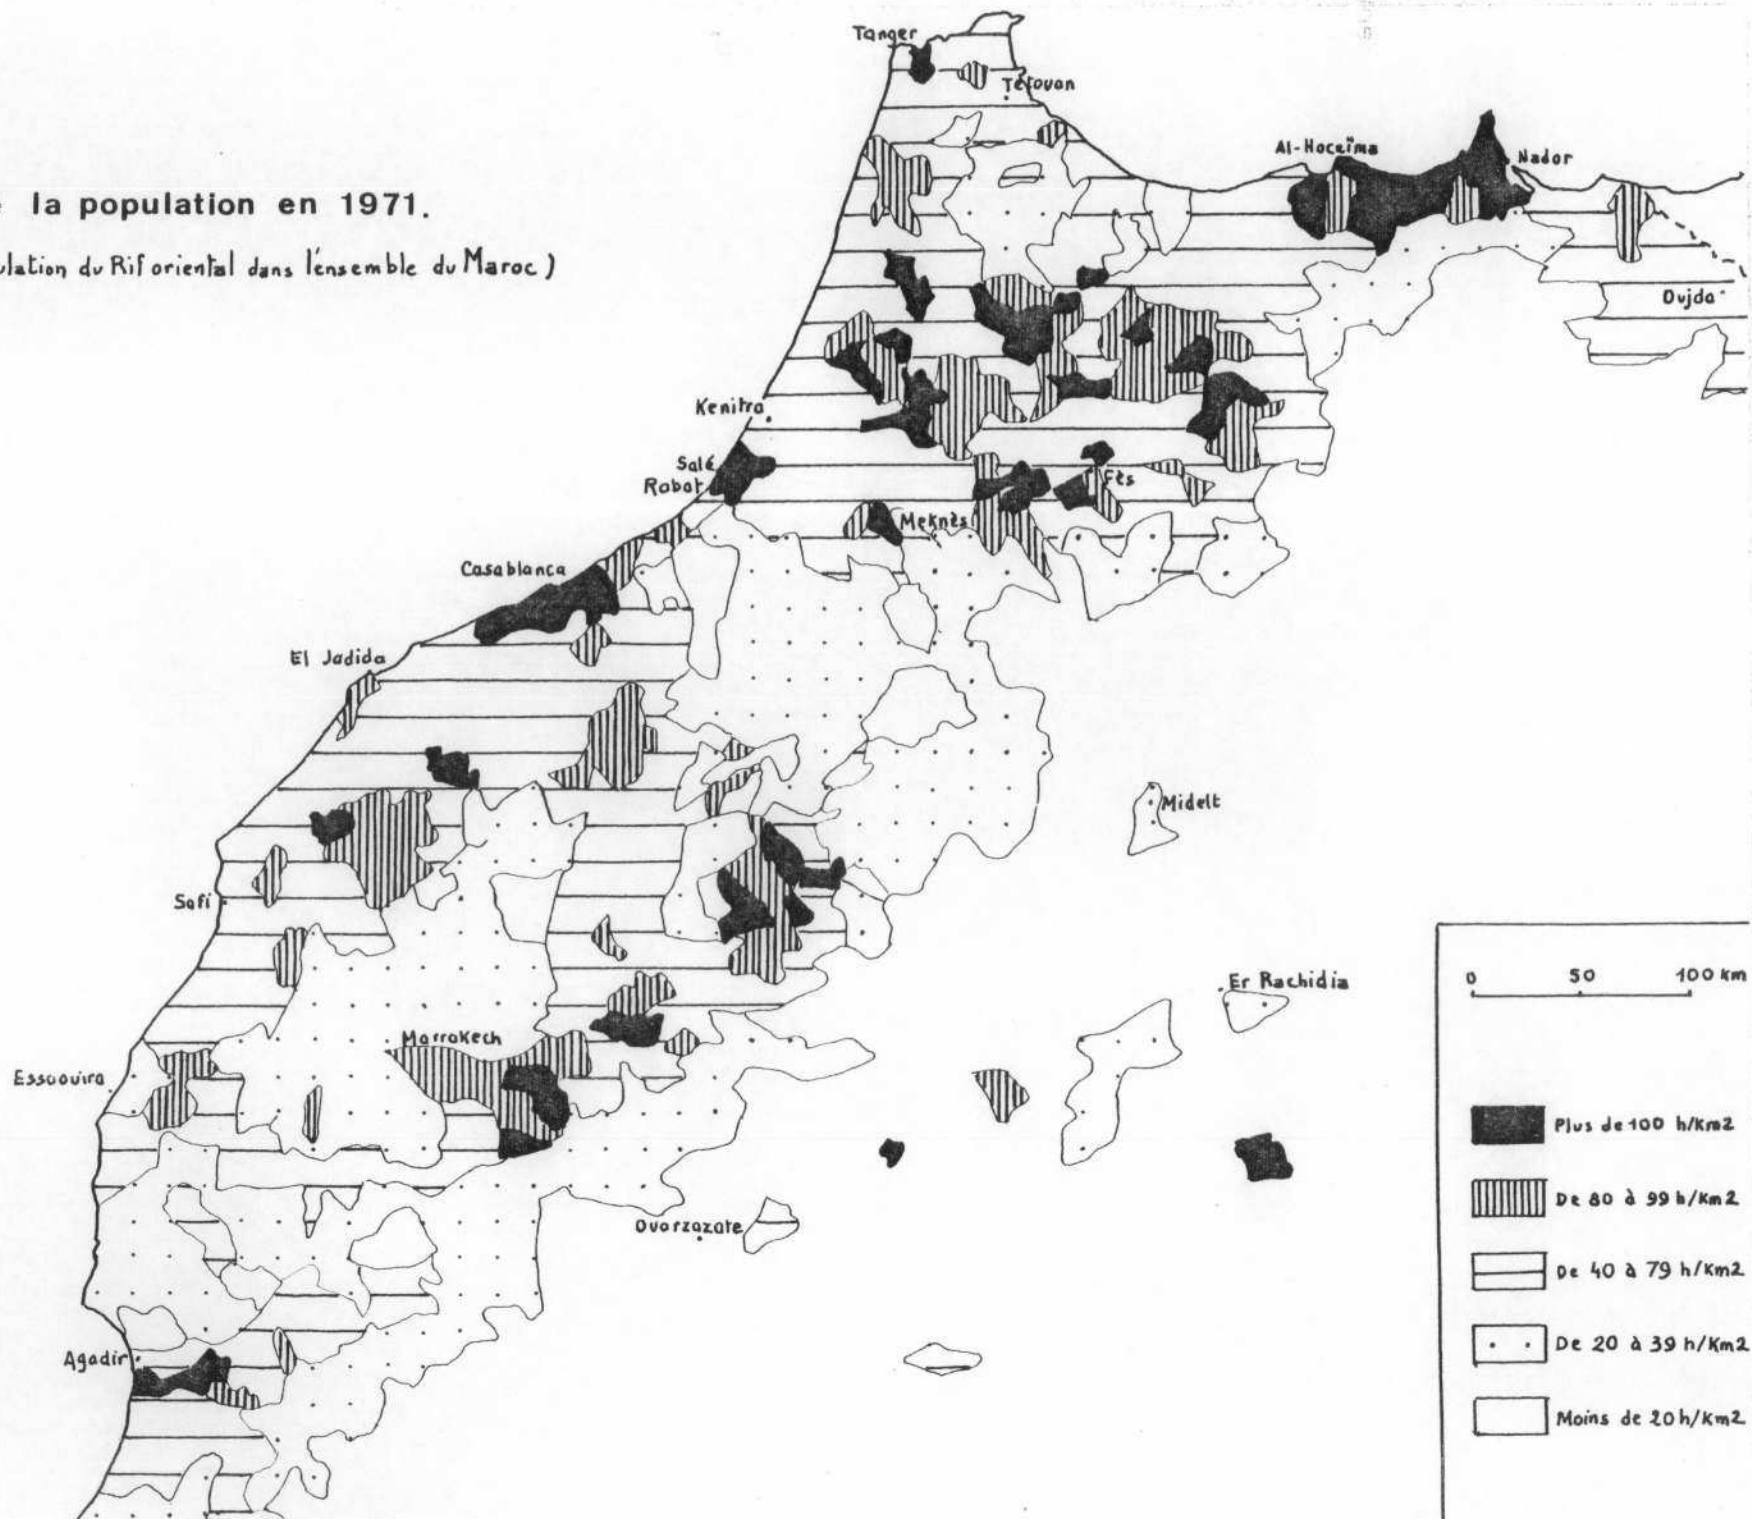 la population en 1971.
ulation du Rif oriental dans l'ensemble du Maroc)
Tanger
Tétouan
Al-Hoceïma
Nador
Oujda
Kenitra
Salé
Rabat
Fès
Meknès
Casablanca
El Jadida
Midelt
Safi
Er Rachidia
Marrakech
Essaouira
Ouarzazate
Agadir
0 50 100 km
Plus de 100 h/Km2
De 80 à 99 h/Km2
De 40 à 79 h/Km2
De 20 à 39 h/Km2
Moins de 20h/Km2